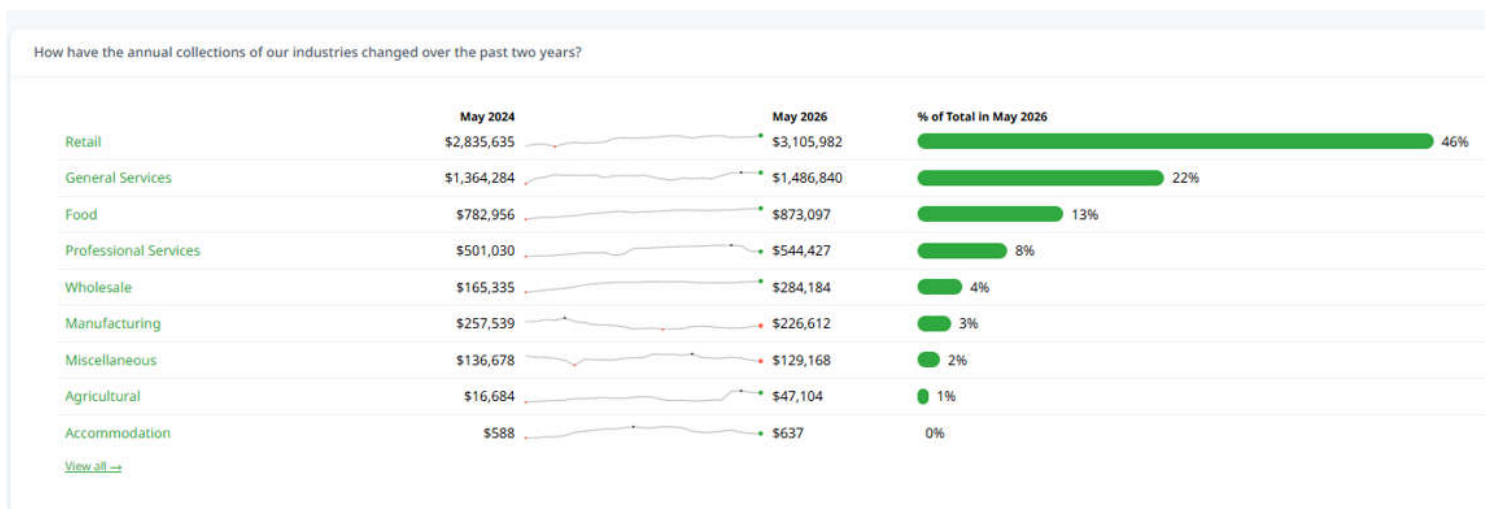 How have the annual collections of our industries changed over the past two years?
May 2024 May 2026 % of Total in May 2026
Retail $2,835,635 $3,105,982 46%
General Services $1,364,284 $1,486,840 22%
Food $782,956 $873,097 13%
Professional Services $501,030 $544,427 8%
Wholesale $165,335 $284,184 4%
Manufacturing $257,539 $226,612 3%
Miscellaneous $136,678 $129,168 2%
Agricultural $16,684 $47,104 1%
Accommodation $588 $637 0%
View all →